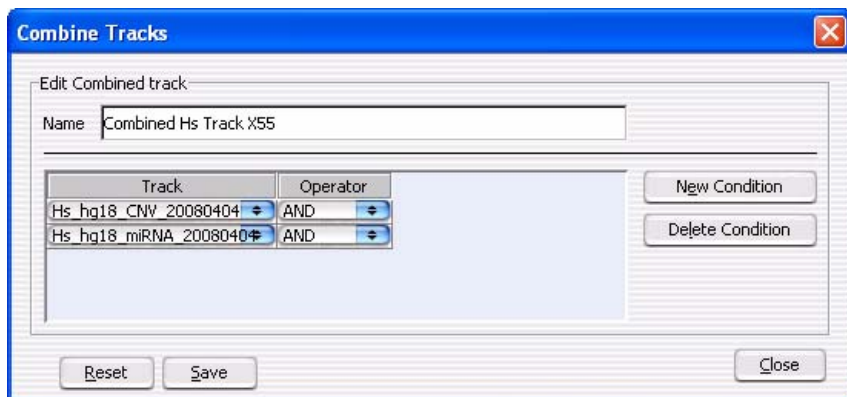 Combine Tracks
Edit Combined track
Name Combined Hs Track X55
Track Operator
Hs_hg18_CNV_20080404 AND
Hs_hg18_miRNA_20080404 AND
New Condition
Delete Condition
Reset Save Close